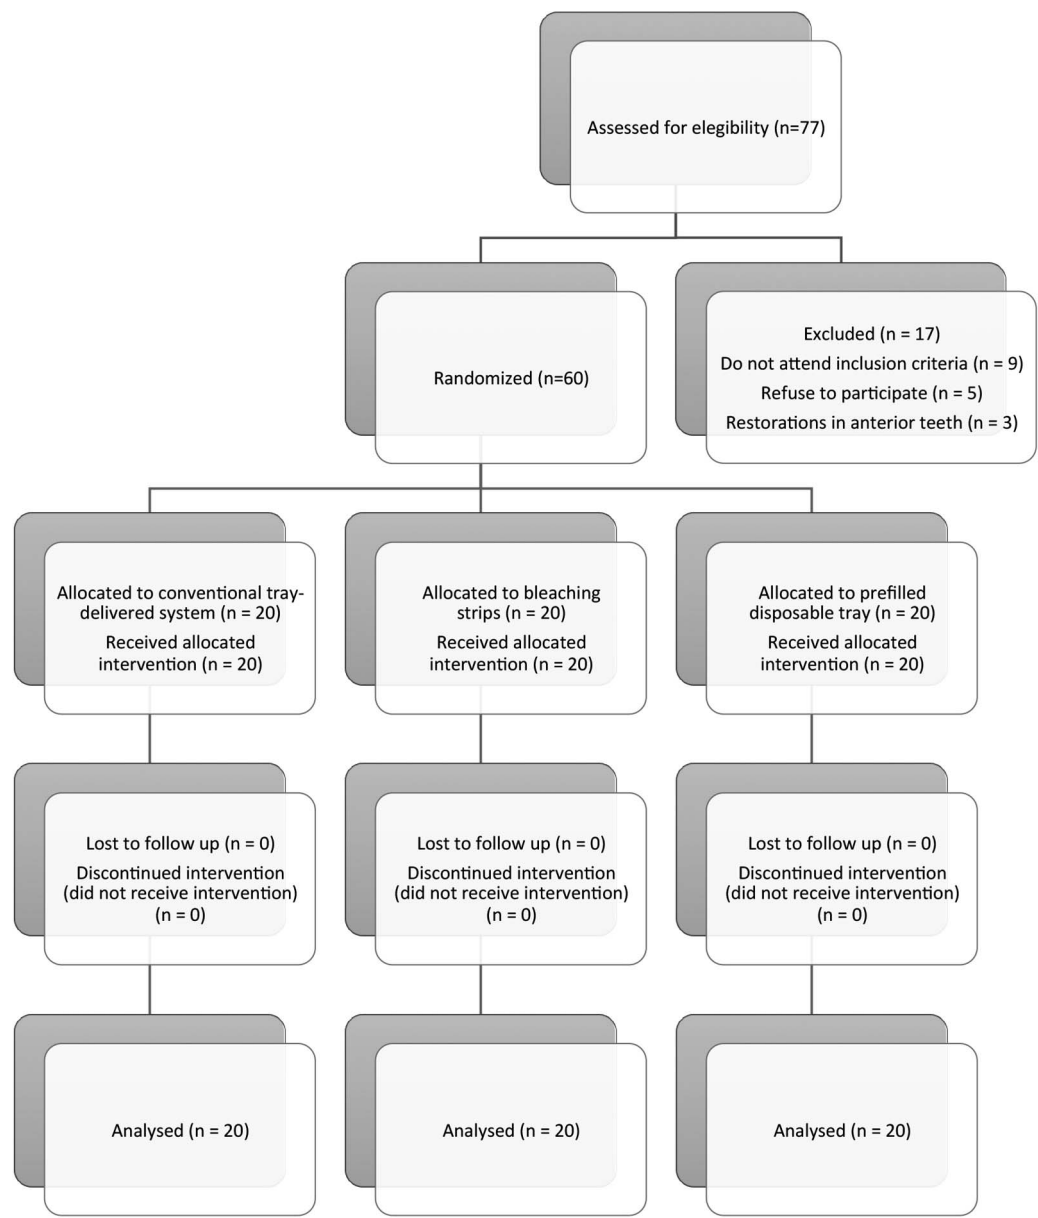 Assessed for elegibility (n=77)
Randomized (n=60)
Excluded (n = 17)
Do not attend inclusion criteria (n = 9)
Refuse to participate (n = 5)
Restorations in anterior teeth (n = 3)
Allocated to conventional tray-
delivered system (n = 20)
Received allocated
intervention (n = 20)
Allocated to bleaching
strips (n = 20)
Received allocated
intervention (n = 20)
Allocated to prefilled
disposable tray (n = 20)
Received allocated
intervention (n = 20)
Lost to follow up (n = 0)
Discontinued intervention
(did not receive intervention)
(n = 0)
Lost to follow up (n = 0)
Discontinued intervention
(did not receive intervention)
(n = 0)
Lost to follow up (n = 0)
Discontinued intervention
(did not receive intervention)
(n = 0)
Analysed (n = 20)
Analysed (n = 20)
Analysed (n = 20)